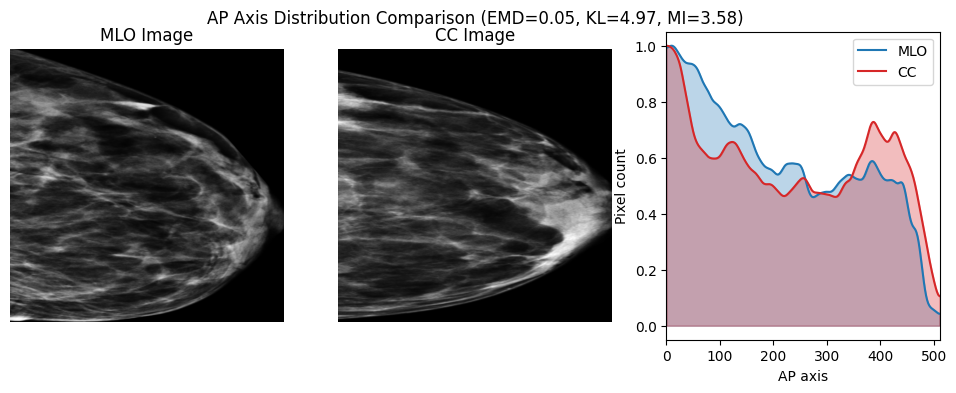 AP Axis Distribution Comparison (EMD=0.05, KL=4.97, MI=3.58)
MLO Image
CC Image
MLO
CC
Pixel count
1.0
0.8
0.6
0.4
0.2
0.0
0 100 200 300 400 500
AP axis